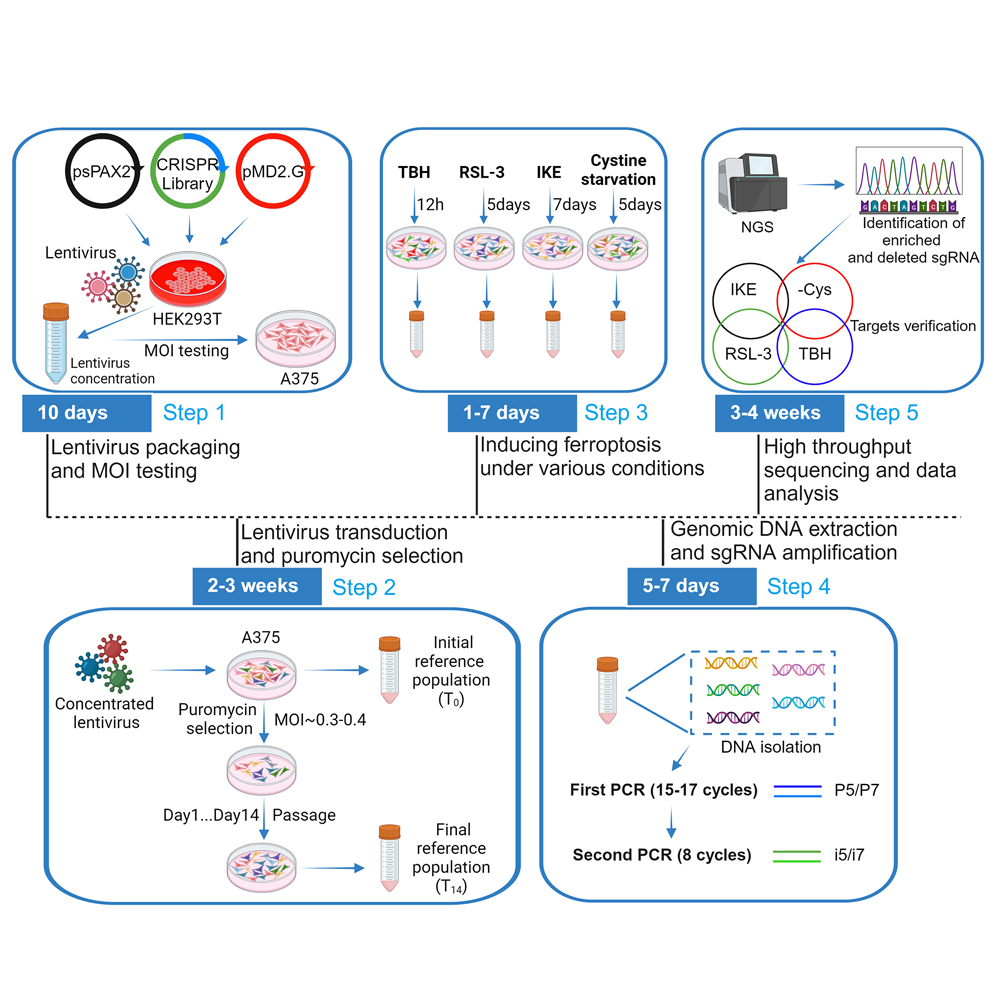 psPAX2
CRISPR
Library
pMD2.G
Lentivirus
HEK293T
MOI testing
Lentivirus
concentration
A375
10 days
Step 1
Lentivirus packaging
and MOI testing
TBH
RSL-3
IKE
Cystine
starvation
12h
5days
7days
5days
1-7 days
Step 3
Inducing ferroptosis
under various conditions
NGS
GACTAGTCTG
Identification of
enriched
and deleted sgRNA
IKE
-Cys
RSL-3
TBH
Targets verification
3-4 weeks
Step 5
High throughput
sequencing and data
analysis
Lentivirus transduction
and puromycin selection
2-3 weeks
Step 2
Concentrated
lentivirus
A375
Initial
reference
population
(T0)
Puromycin
selection
MOI~0.3-0.4
Day1...Day14
Passage
Final
reference
population
(T14)
Genomic DNA extraction
and sgRNA amplification
5-7 days
Step 4
DNA isolation
First PCR (15-17 cycles)
P5/P7
Second PCR (8 cycles)
i5/i7